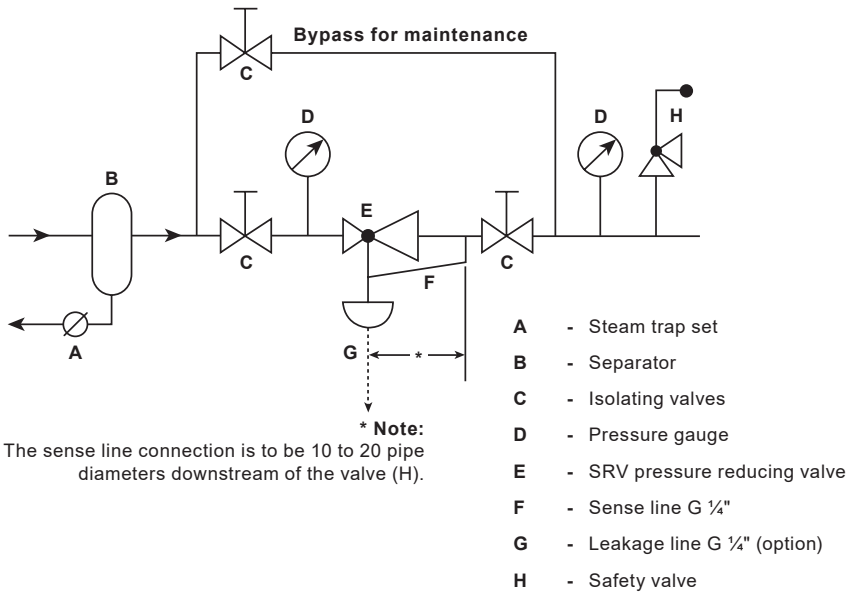 Bypass for maintenance
C
D
D
H
B
E
C
C
F
A
G
*
* Note:
The sense line connection is to be 10 to 20 pipe
diameters downstream of the valve (H).
A - Steam trap set
B - Separator
C - Isolating valves
D - Pressure gauge
E - SRV pressure reducing valve
F - Sense line G ¼"
G - Leakage line G ¼" (option)
H - Safety valve